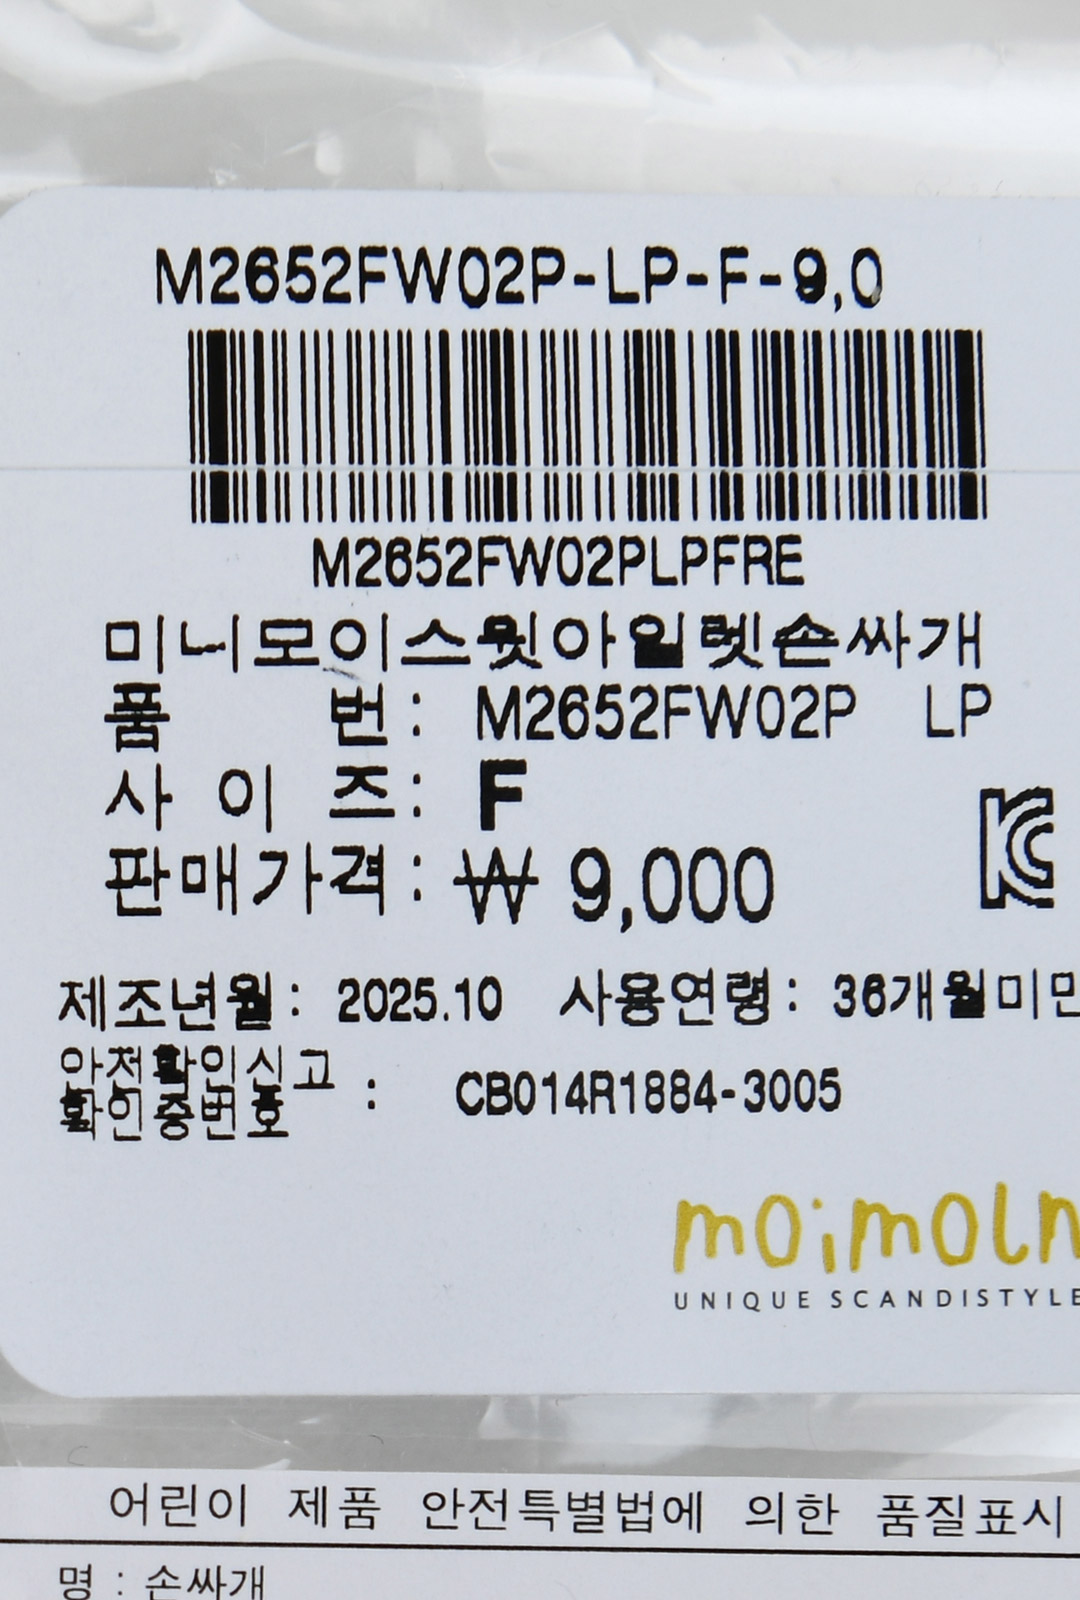 M2652FW02P-LP-F-9,0
M2652FW02PLPFRE
미니모이스윗아일렛손싸개
품 번 : M2652FW02P LP
사 이 즈 : F
판매가격 : ₩ 9,000
제조년월 : 2025.10 사용연령 : 36개월미만
안전확인신고
확인증번호 : CB014R1884-3005
moimoln
UNIQUE SCANDISTYLE
어린이 제품 안전특별법에 의한 품질표시
명 : 손싸개